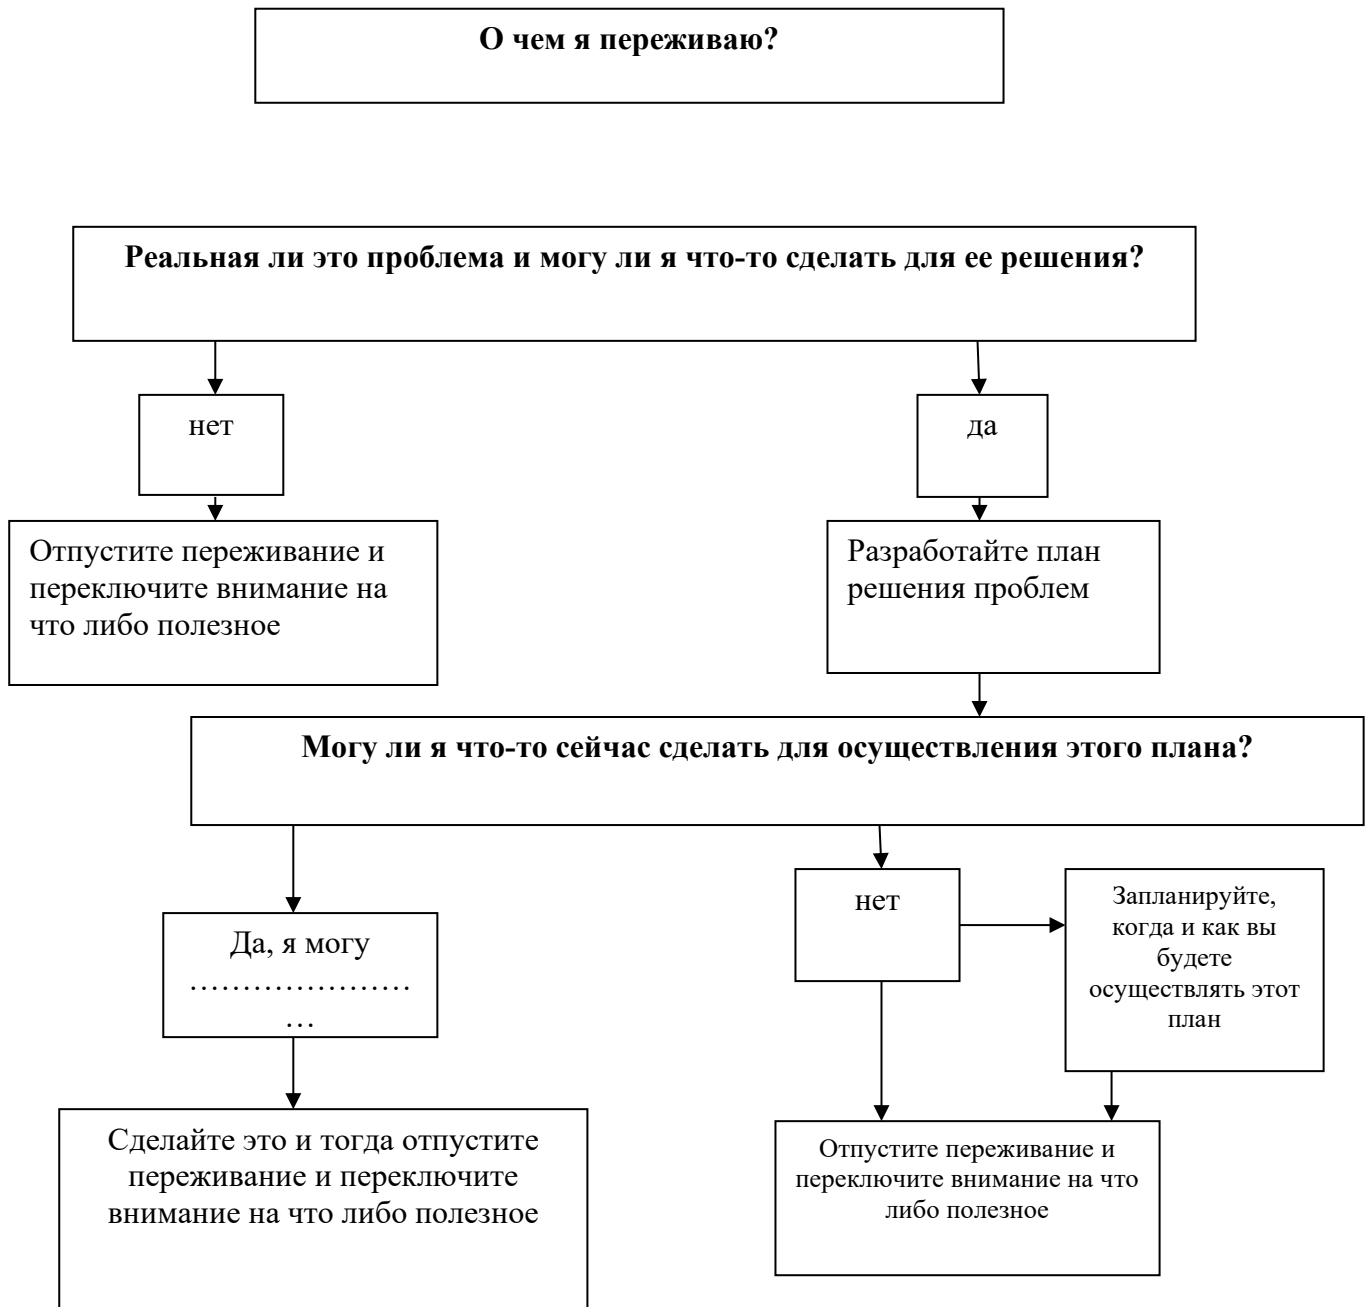 О чем я переживаю?
Реальная ли это проблема и могу ли я что-то сделать для ее решения?
нет
да
Отпустите переживание и
переключите внимание на
что либо полезное
Разработайте план
решения проблем
Могу ли я что-то сейчас сделать для осуществления этого плана?
Да, я могу
…………………
…
нет
Запланируйте,
когда и как вы
будете
осуществлять этот
план
Сделайте это и тогда отпустите
переживание и переключите
внимание на что либо полезное
Отпустите переживание и
переключите внимание на что
либо полезное